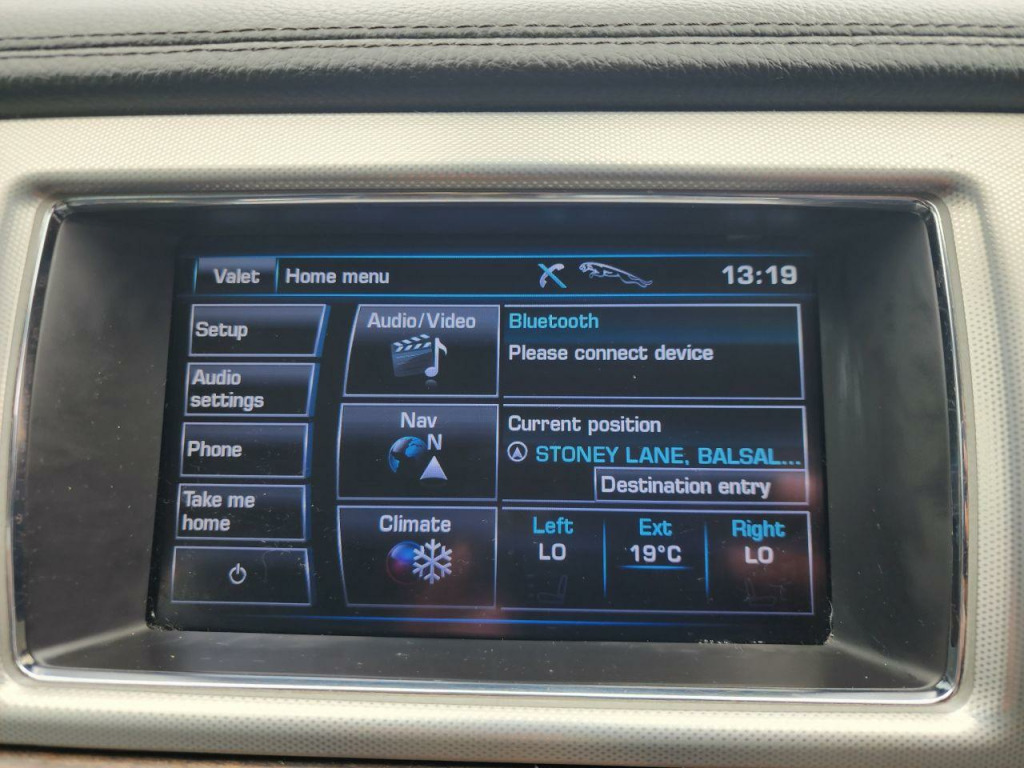 Valet
Home menu
13:19
Setup
Audio
settings
Phone
Take me
home
Audio/Video
Nav
N
Climate
Bluetooth
Please connect device
Current position
STONEY LANE, BALSAL...
Destination entry
Left
LO
Ext
19°C
Right
LO